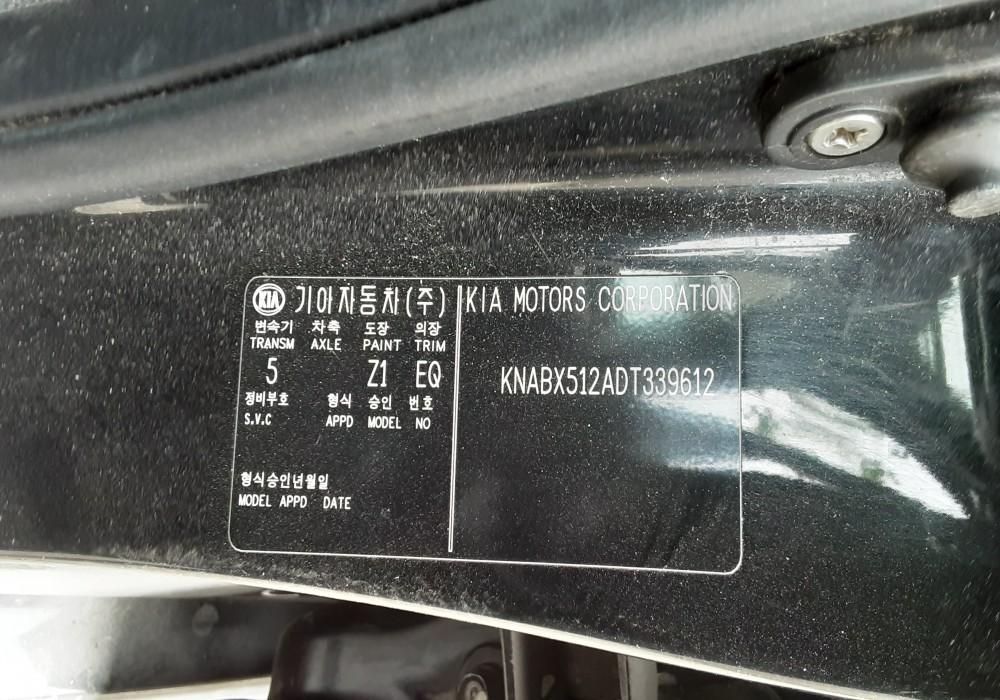 KIA 기아자동차(주) KIA MOTORS CORPORATION
변속기 차축 도장 의장
TRANSM AXLE PAINT TRIM
5 Z1 EQ
KNABX512ADT339612
정비부호 형식 승인 번호
S.V.C APPD MODEL NO
형식승인년월일
MODEL APPD DATE